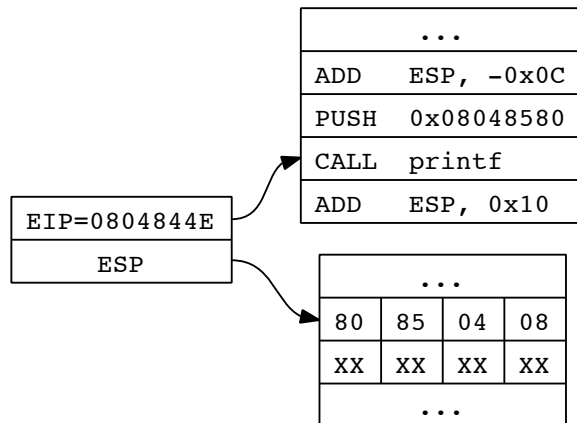 ...
ADD ESP, -0x0C
PUSH 0x08048580
CALL printf
ADD ESP, 0x10
EIP=0804844E
ESP
...
80 85 04 08
XX XX XX XX
...